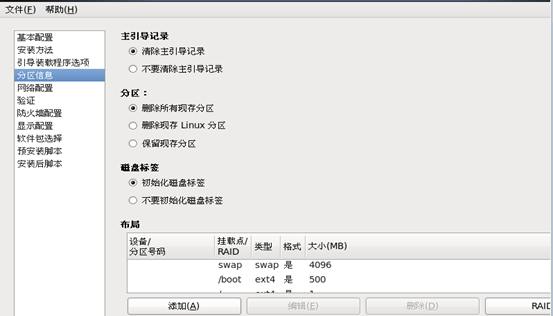 文件(F) 帮助(H)
基本配置
安装方法
引导装载程序选项
分区信息
网络配置
验证
防火墙配置
显示配置
软件包选择
预安装脚本
安装后脚本
主引导记录
清除主引导记录
不要清除主引导记录
分区：
删除所有现存分区
删除现存 Linux 分区
保留现存分区
磁盘标签
初始化磁盘标签
不要初始化磁盘标签
布局
设备/
分区号码
挂载点/
RAID
类型
格式
大小(MB)
swap swap 是 4096
/boot ext4 是 500
添加(A) 编辑(E) 删除(D) RAID